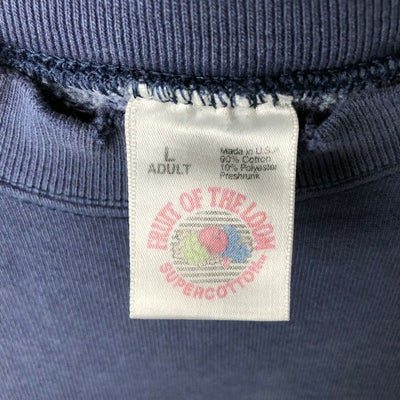 L
ADULT
Made in U.S.A.
90% Cotton
10% Polyester
Preshrunk
FRUIT OF THE LOOM
SUPERCOTTON